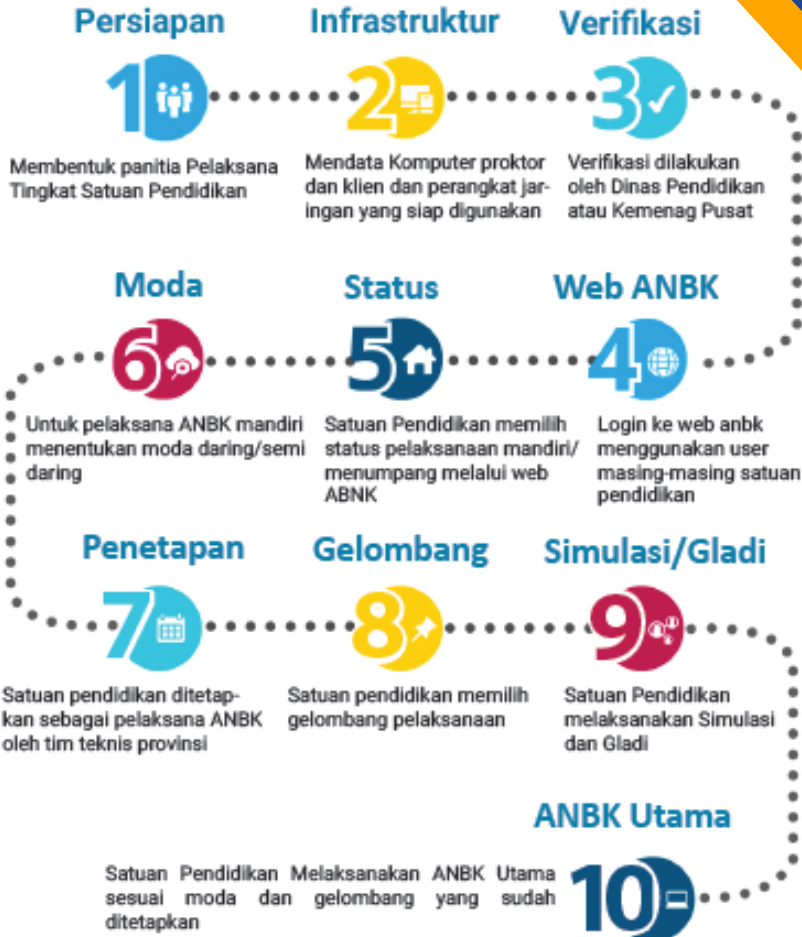 Persiapan
1
Membentuk panitia Pelaksana
Tingkat Satuan Pendidikan
Infrastruktur
2
Mendata Komputer proktor
dan klien dan perangkat jar-
ingan yang siap digunakan
Verifikasi
3
Verifikasi dilakukan
oleh Dinas Pendidikan
atau Kemenag Pusat
Web ANBK
4
Login ke web anbk
menggunakan user
masing-masing satuan
pendidikan
Status
5
Satuan Pendidikan memilih
status pelaksanaan mandiri/
menumpang melalui web
ABNK
Moda
6
Untuk pelaksana ANBK mandiri
menentukan moda daring/semi
daring
Penetapan
7
Satuan pendidikan ditetap-
kan sebagai pelaksana ANBK
oleh tim teknis provinsi
Gelombang
8
Satuan pendidikan memilih
gelombang pelaksanaan
Simulasi/Gladi
9
Satuan Pendidikan
melaksanakan Simulasi
dan Gladi
ANBK Utama
10
Satuan Pendidikan Melaksanakan ANBK Utama
sesuai moda dan gelombang yang sudah
ditetapkan